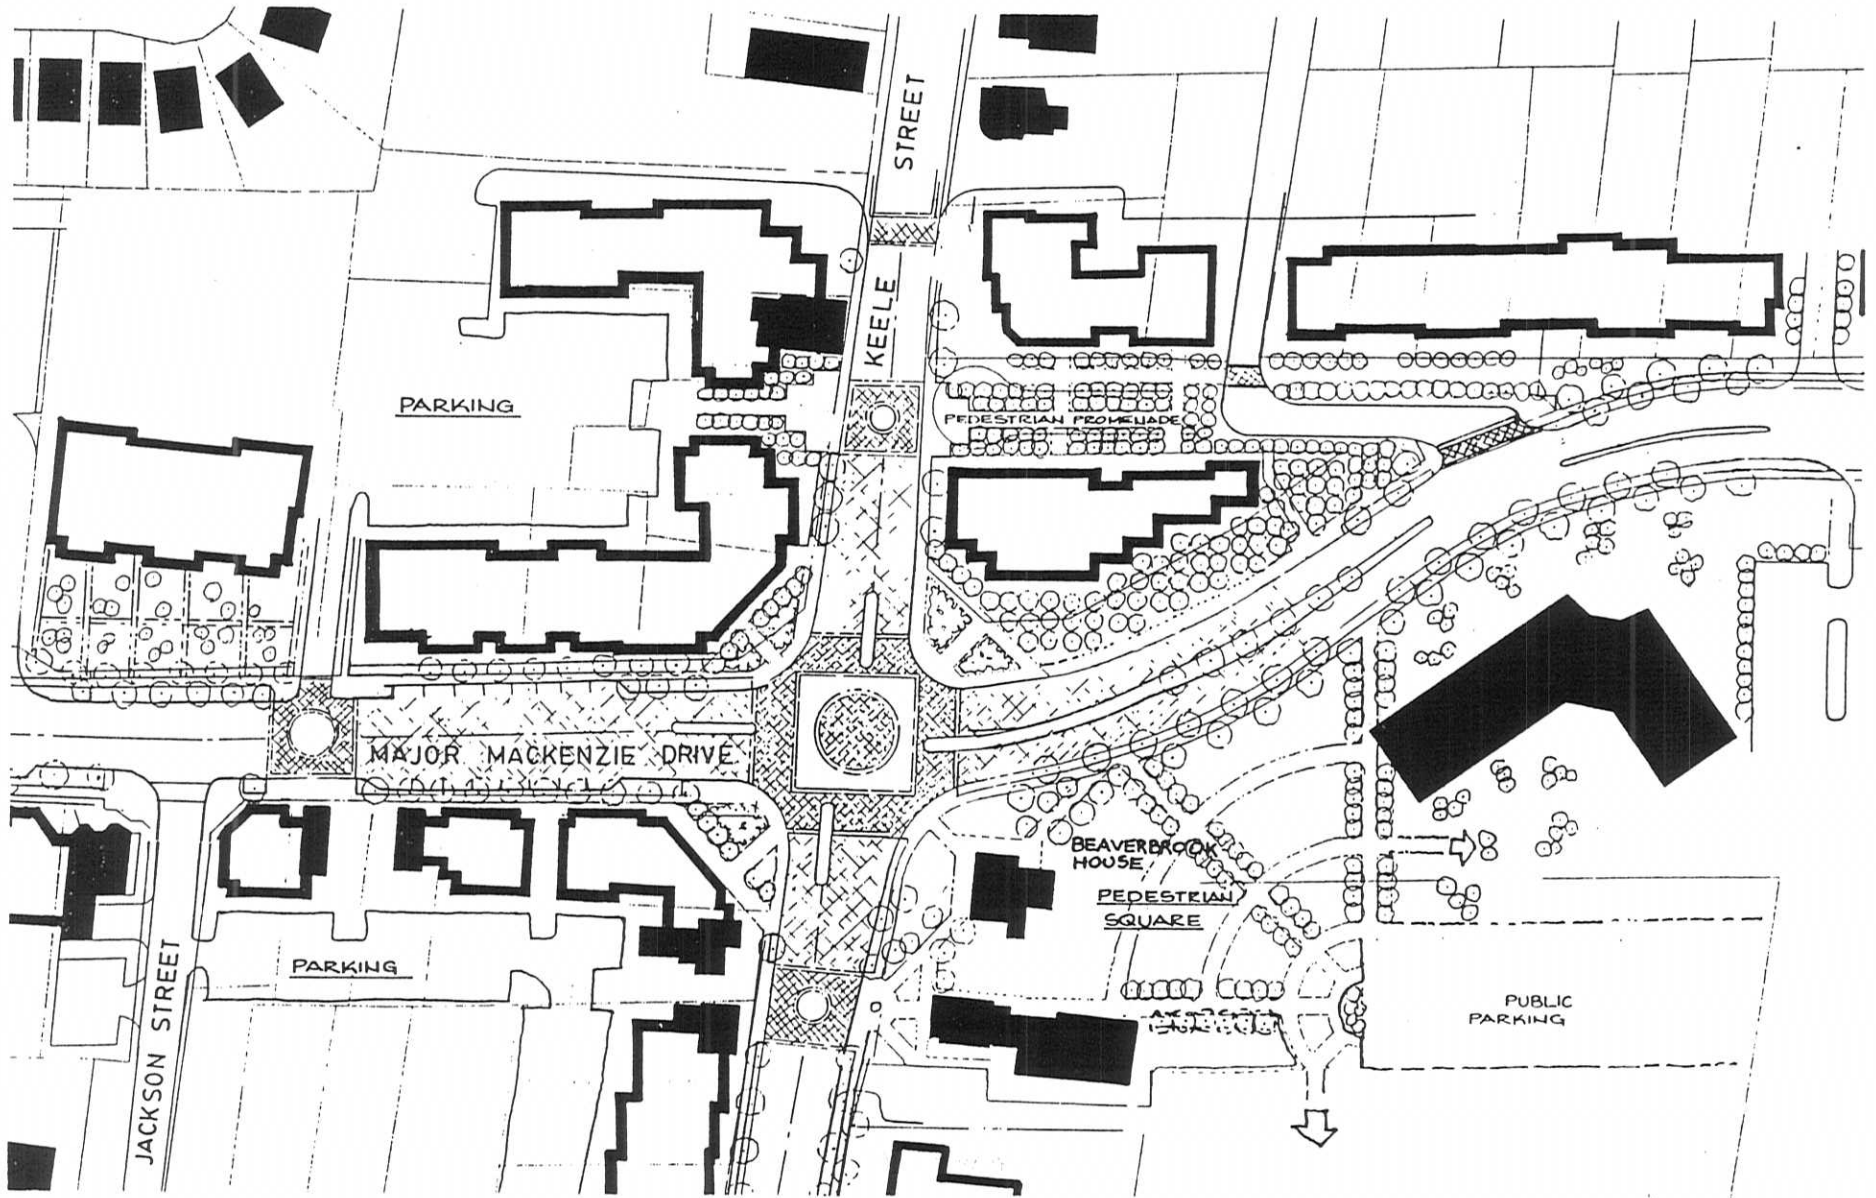 STREET
KEELE
PARKING
PEDESTRIAN PROMENADE
MAJOR MACKENZIE DRIVE
BEAVERBROOK
HOUSE
PEDESTRIAN
SQUARE
PARKING
JACKSON STREET
PUBLIC
PARKING